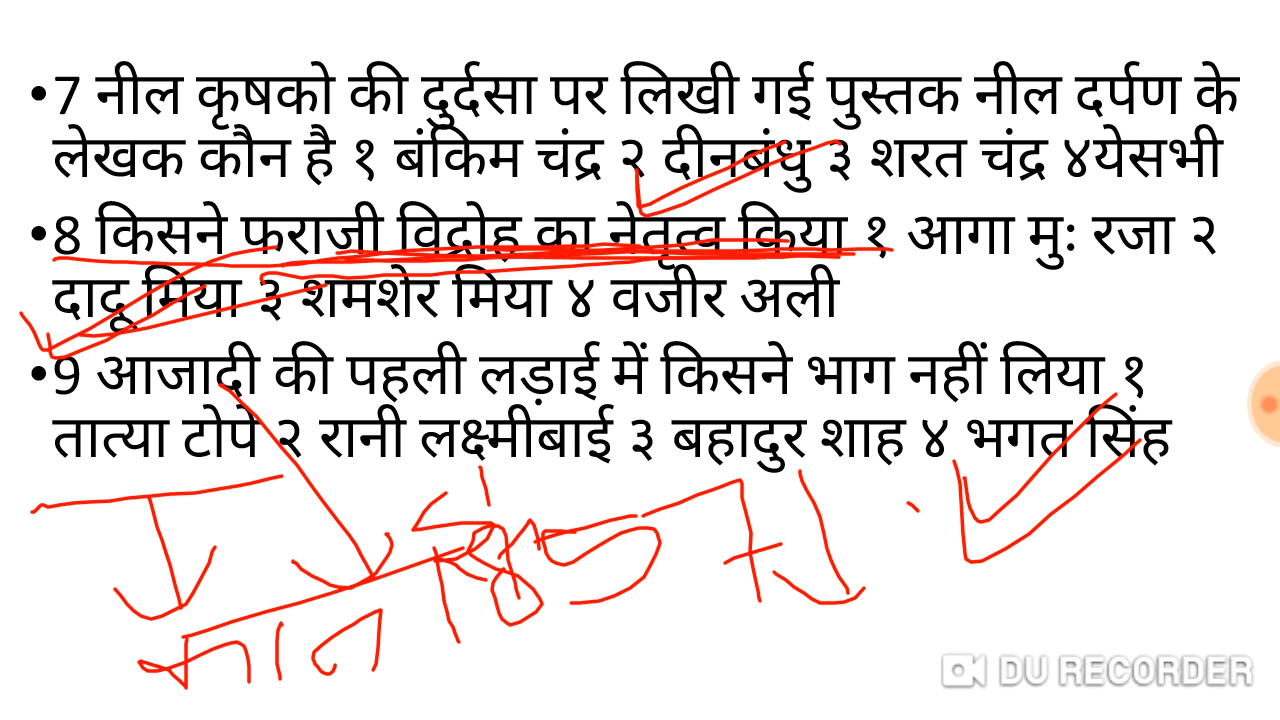 •7 नील कृषको की दुर्दसा पर लिखी गई पुस्तक नील दर्पण के
लेखक कौन है १ बंकिम चंद्र २ दीनबंधु ३ शरत चंद्र ४येसभी
•8 किसने फराजी विद्रोह का नेतृत्व किया १ आगा मुः रजा २
दादू मिया ३ शमशेर मिया ४ वजीर अली
•9 आजादी की पहली लड़ाई में किसने भाग नहीं लिया १
तात्या टोपे २ रानी लक्ष्मीबाई ३ बहादुर शाह ४ भगत सिंह
DU RECORDER